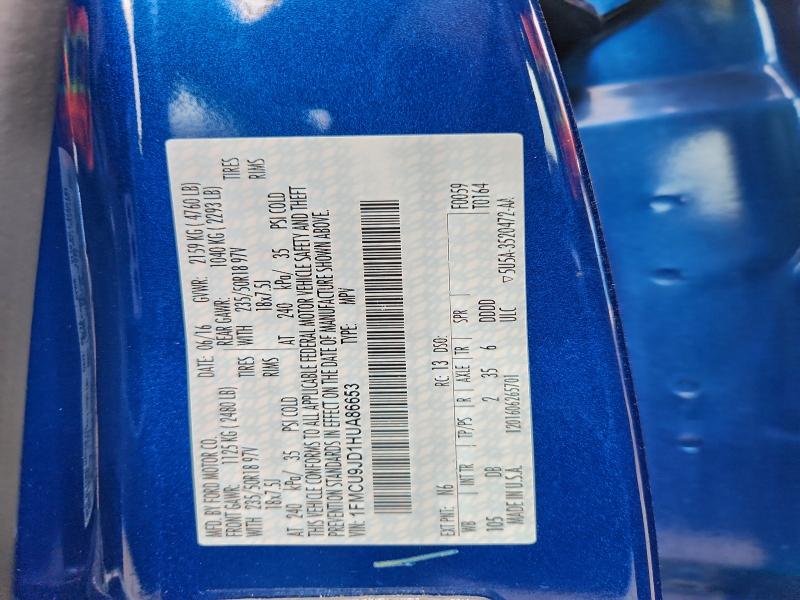 MFD. BY FORD MOTOR CO.
DATE: 06/16 GVWR: 2159 KG ( 4760 LB)
FRONT GAWR: 1125 KG ( 2480 LB) REAR GAWR: 1040 KG ( 2293 LB)
WITH 235/50R18 97V TIRES WITH 235/50R18 97V TIRES
18x7.5J RIMS 18x7.5J RIMS
AT 240 kPa/ 35 PSI COLD AT 240 kPa/ 35 PSI COLD
THIS VEHICLE CONFORMS TO ALL APPLICABLE FEDERAL MOTOR VEHICLE SAFETY AND THEFT
PREVENTION STANDARDS IN EFFECT ON THE DATE OF MANUFACTURE SHOWN ABOVE.
VIN: 1FMCU9JD1HUA86653 TYPE: MPV
EXT PNT: N6 RC: 13 DSO:
WB INT TR TP/PS R AXLE TR SPR F0059
105 DB 2 35 6 DDDD T0164
ULC
MADE IN U.S.A. 1201606265701 ▽5U5A-3520472-AA